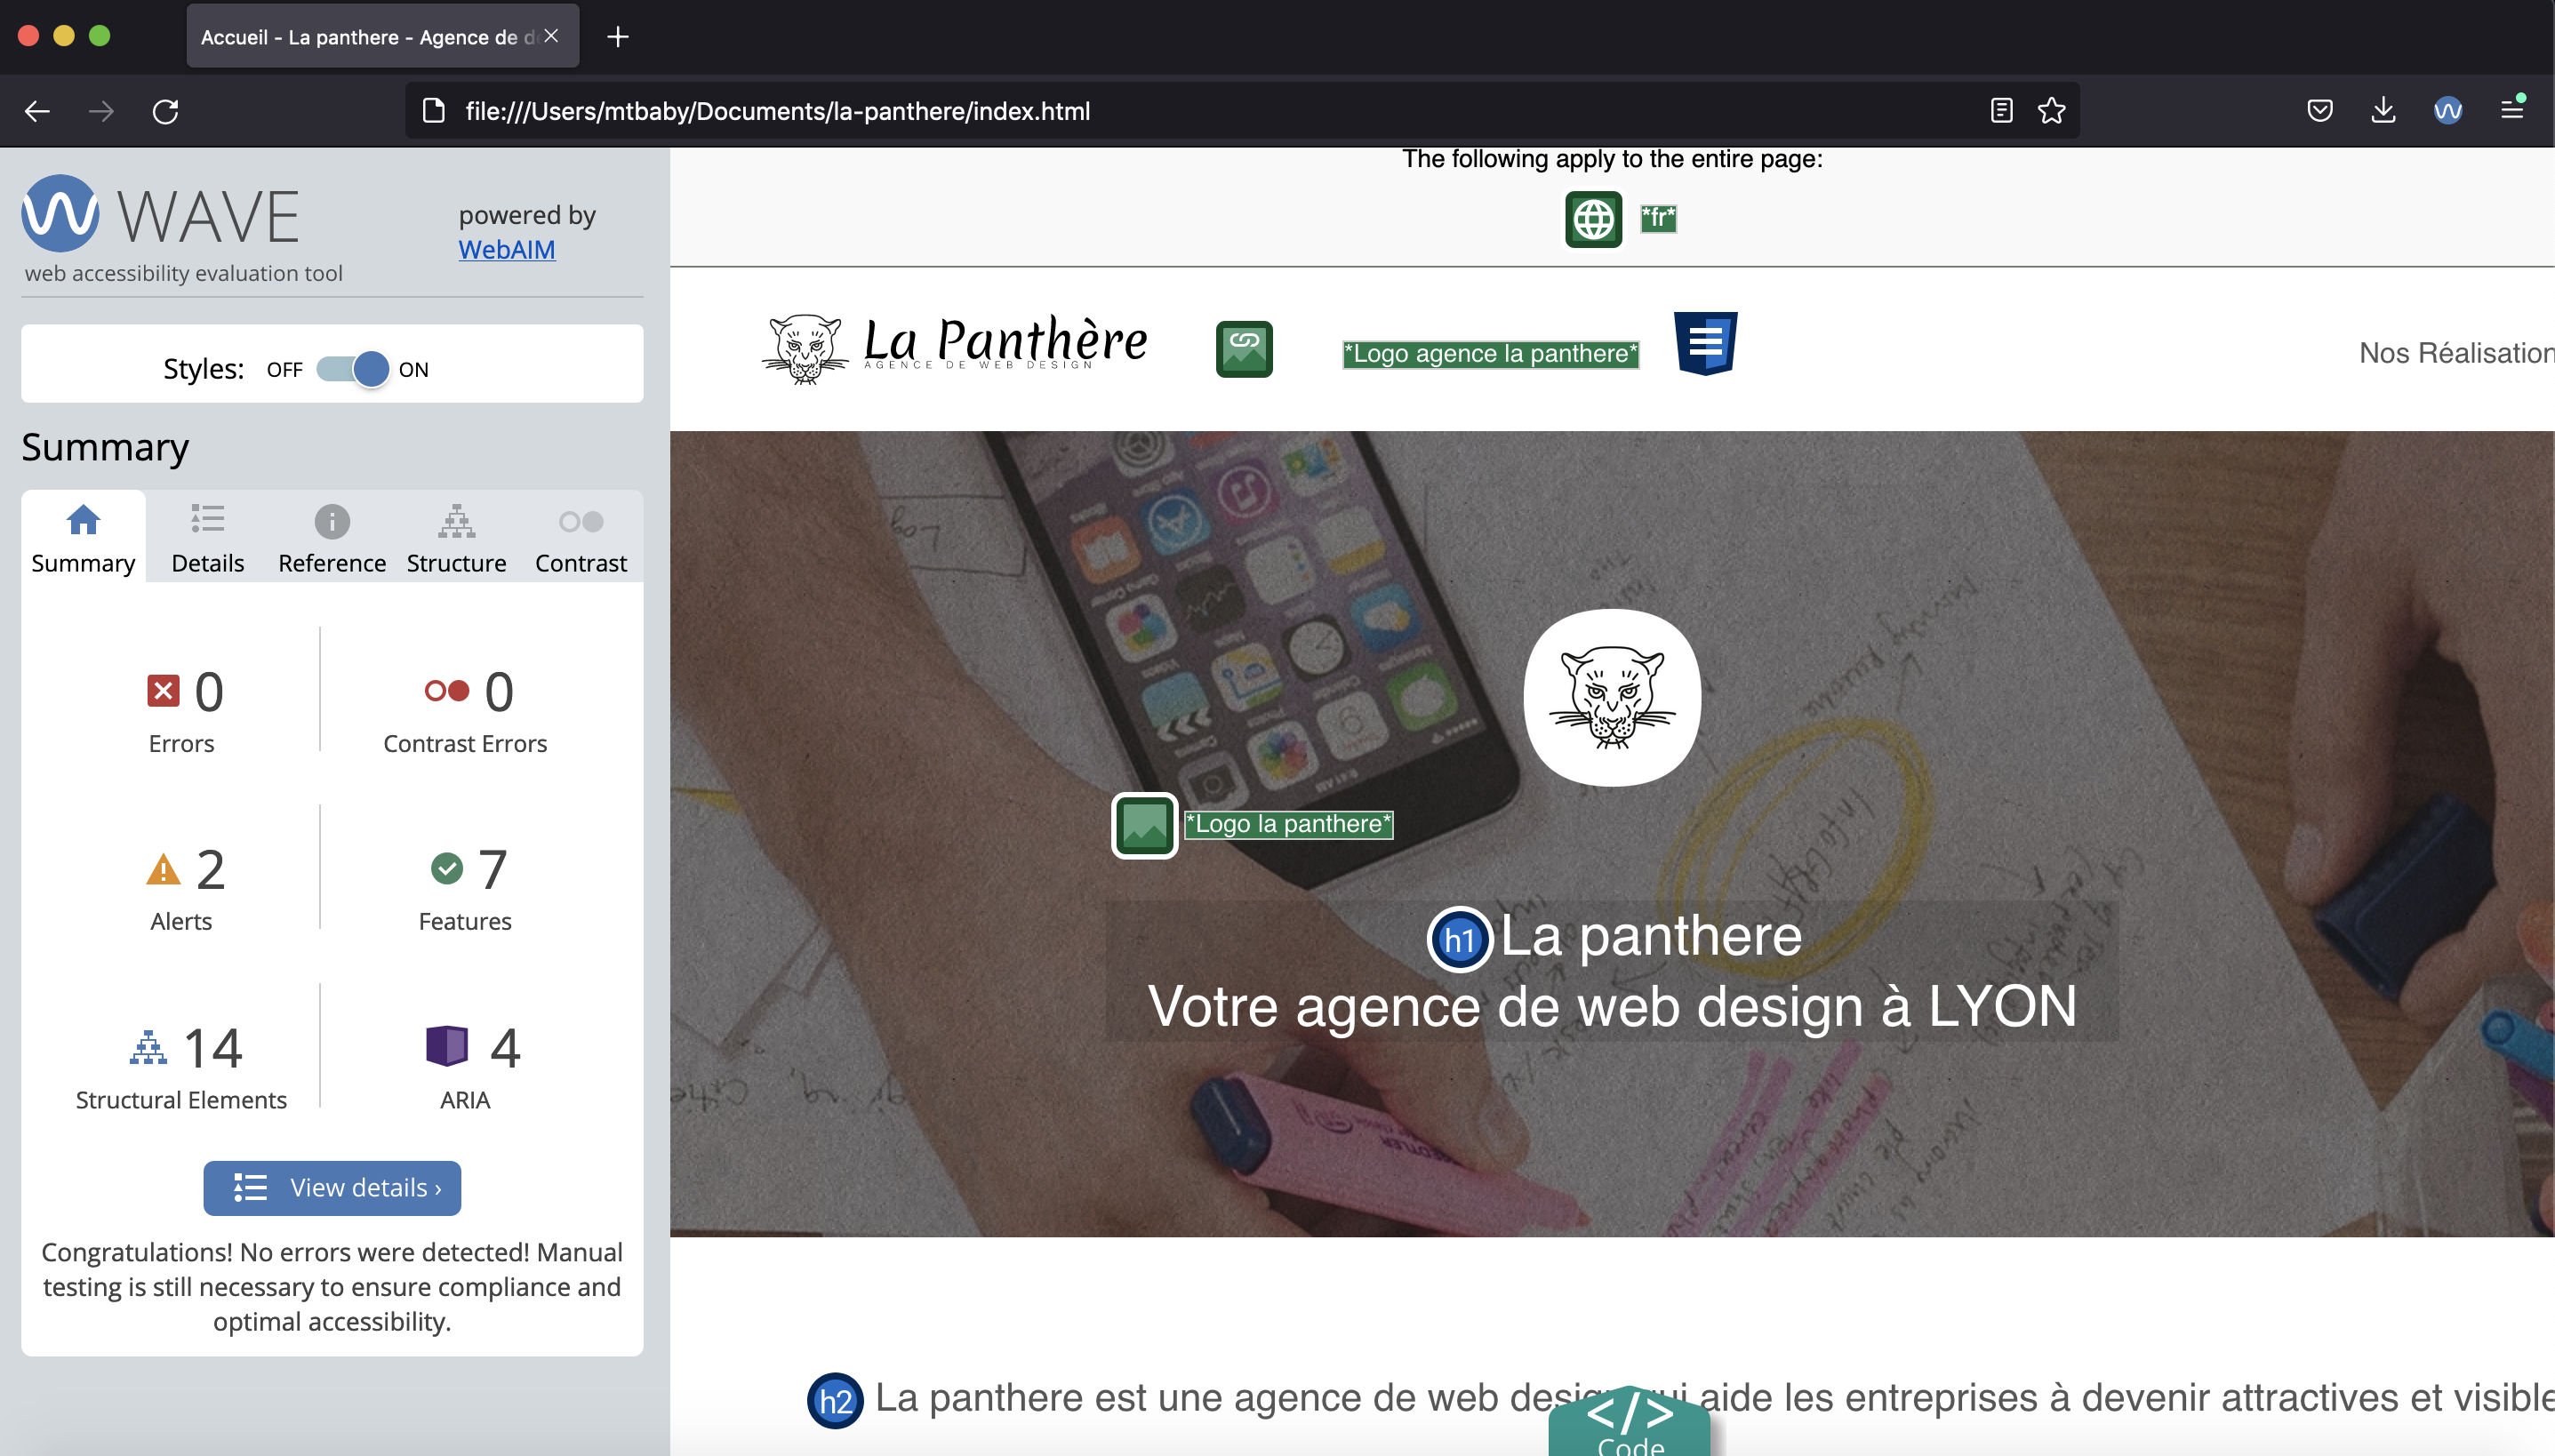 Accueil - La panthere - Agence de d
file:///Users/mtbaby/Documents/la-panthere/index.html
WAVE
web accessibility evaluation tool
powered by
WebAIM
Styles: OFF ON
Summary
Summary Details Reference Structure Contrast
0 Errors
0 Contrast Errors
2 Alerts
7 Features
14 Structural Elements
4 ARIA
View details ›
Congratulations! No errors were detected! Manual
testing is still necessary to ensure compliance and
optimal accessibility.
The following apply to the entire page:
*fr*
La Panthère
AGENCE DE WEB DESIGN
*Logo agence la panthere*
Nos Réalisation
*Logo la panthere*
h1 La panthere
Votre agence de web design à LYON
h2 La panthere est une agence de web design qui aide les entreprises à devenir attractives et visible
</> Code